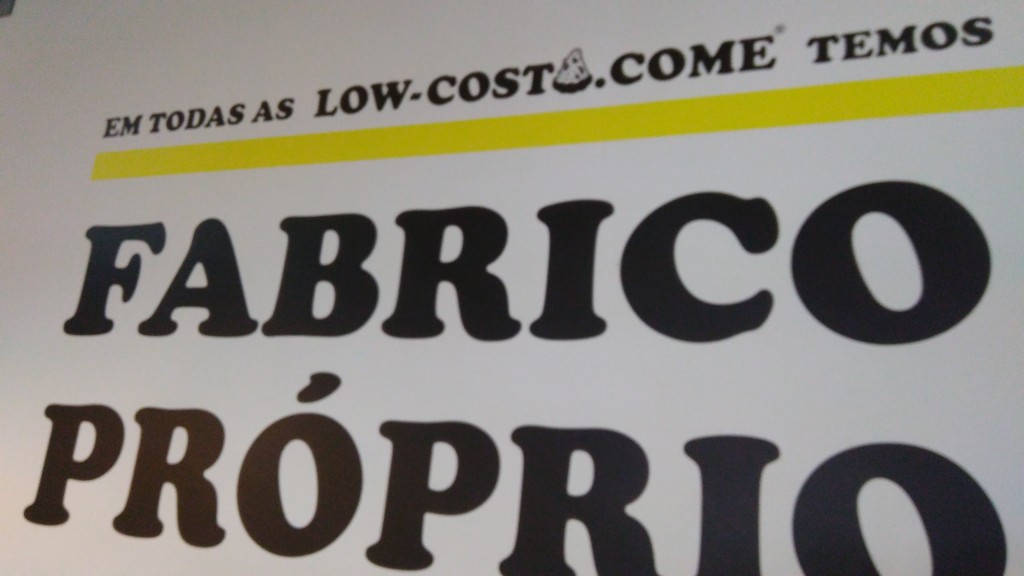 EM TODAS AS LOW-COST.COME® TEMOS
FABRICO
PRÓPRIO